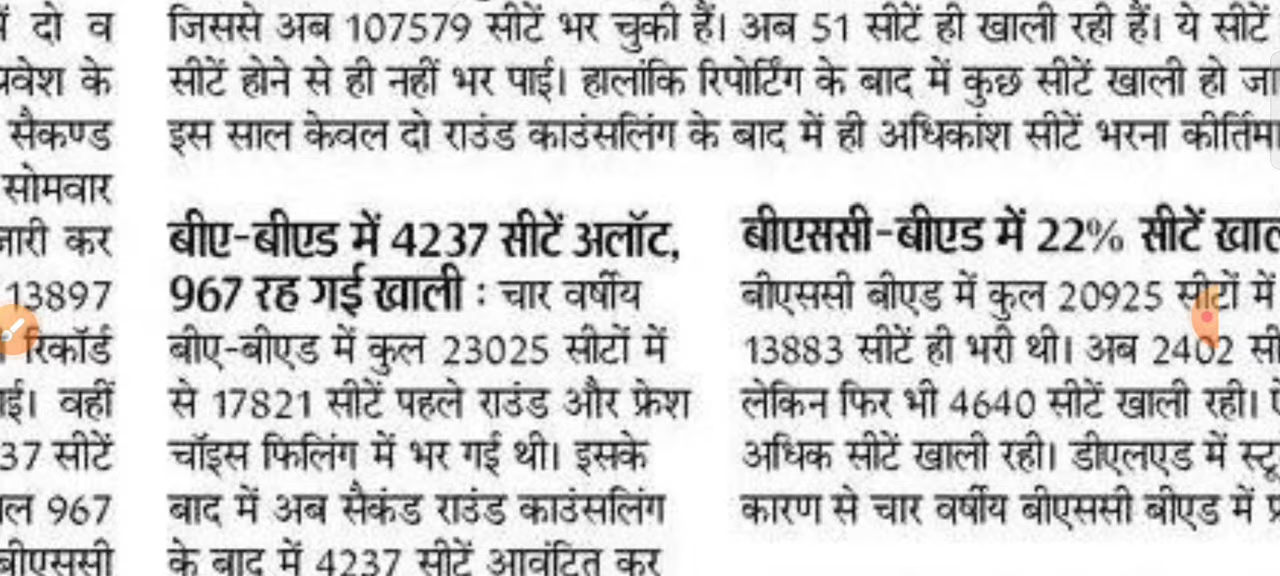 दो व
प्रवेश के
सैकण्ड
सोमवार
जारी कर
13897
रिकॉर्ड
वहीं
37 सीटें
967
बीएससी
जिससे अब 107579 सीटें भर चुकी हैं। अब 51 सीटें ही खाली रही हैं। ये सीटें
सीटें होने से ही नहीं भर पाई। हालांकि रिपोर्टिंग के बाद में कुछ सीटें खाली हो
इस साल केवल दो राउंड काउंसलिंग के बाद में ही अधिकांश सीटें भरना
बीए-बीएड में 4237 सीटें अलॉट,
967 रह गई खाली : चार वर्षीय
बीए-बीएड में कुल 23025 सीटों में
से 17821 सीटें पहले राउंड और फ्रेश
चॉइस फिलिंग में भर गई थी। इसके
बाद में अब सैकंड राउंड काउंसलिंग
के बाद में 4237 सीटें आवंटित कर
बीएससी-बीएड में 22% सीटें
बीएससी बीएड में कुल 20925 सीटों में
13883 सीटें ही भरी थी। अब 2402
लेकिन फिर भी 4640 सीटें खाली रही।
अधिक सीटें खाली रही। डीएलएड में
कारण से चार वर्षीय बीएससी बीएड में